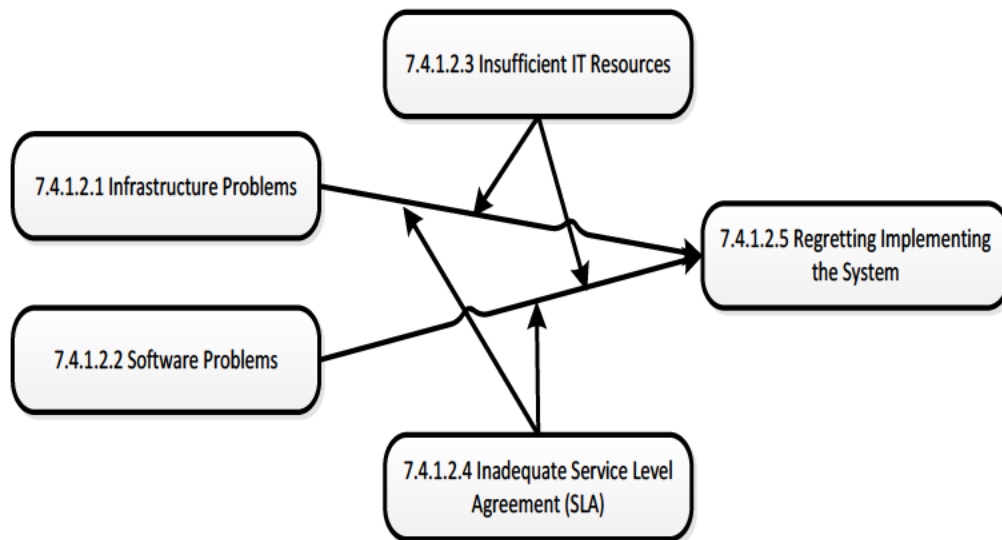 7.4.1.2.3 Insufficient IT Resources
7.4.1.2.1 Infrastructure Problems
7.4.1.2.5 Regretting Implementing
the System
7.4.1.2.2 Software Problems
7.4.1.2.4 Inadequate Service Level
Agreement (SLA)